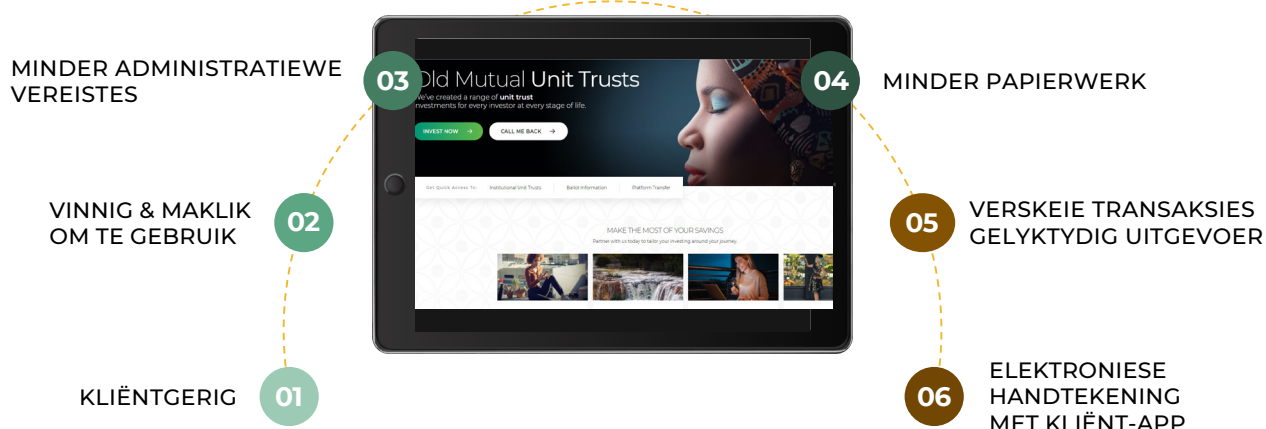 MINDER ADMINISTRATIEWE
VEREISTES
03
04
MINDER PAPIERWERK
Old Mutual Unit Trusts
We've created a range of unit trust
investments for every investor at every stage of life.
INVEST NOW →
CALL ME BACK →
Get Quick Access To:
Institutional Unit Trusts
Bailor Information
Platform Transfer
VINNIG & MAKLIK
OM TE GEBRUIK
02
05
VERSKEIE TRANSAKSIES
GELYKTYDIG UITGEVOER
MAKE THE MOST OF YOUR SAVINGS
Partner with us today to tailor your investing around your journey.
KLIËNTGERIG
01
06
ELEKTRONIESE
HANDTEKENING
MET KLIËNT-APP